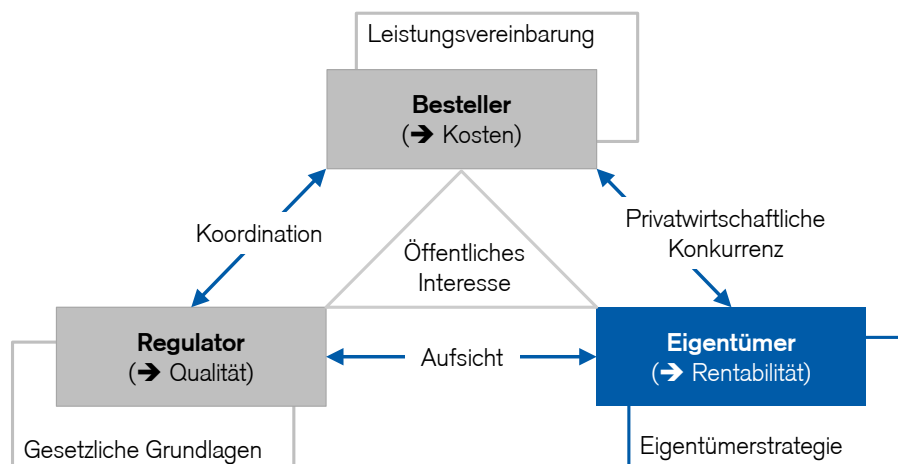 Leistungsvereinbarung
Besteller
(➔ Kosten)
Koordination
Privatwirtschaftliche
Konkurrenz
Öffentliches
Interesse
Regulator
(➔ Qualität)
Aufsicht
Eigentümer
(➔ Rentabilität)
Gesetzliche Grundlagen
Eigentümerstrategie